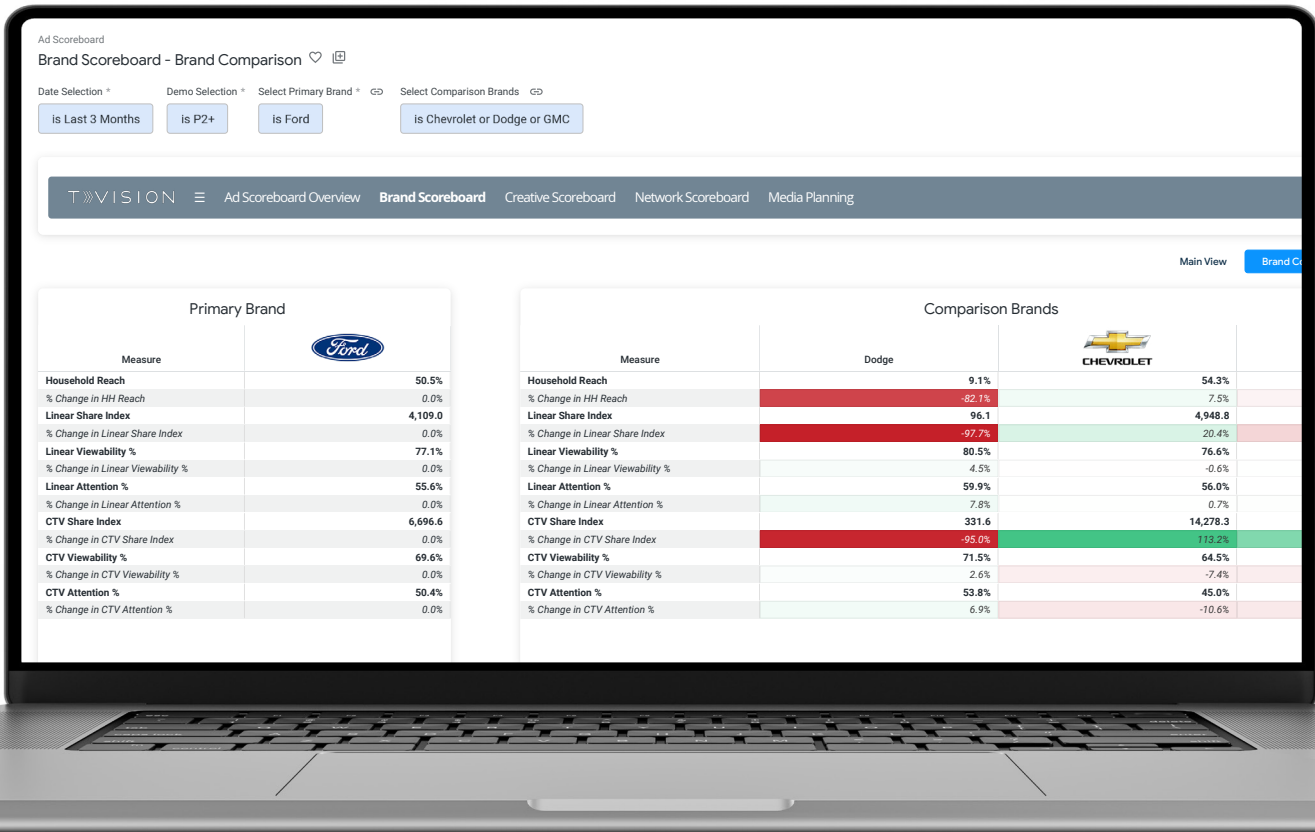 Ad Scoreboard
Brand Scoreboard - Brand Comparison
Date Selection * Demo Selection * Select Primary Brand * Select Comparison Brands
is Last 3 Months is P2+ is Ford is Chevrolet or Dodge or GMC
TVISION Ad Scoreboard Overview Brand Scoreboard Creative Scoreboard Network Scoreboard Media Planning
Main View Brand
Primary Brand
Measure Ford
Household Reach 50.5%
% Change in HH Reach 0.0%
Linear Share Index 4,109.0
% Change in Linear Share Index 0.0%
Linear Viewability % 77.1%
% Change in Linear Viewability % 0.0%
Linear Attention % 55.6%
% Change in Linear Attention % 0.0%
CTV Share Index 6,696.6
% Change in CTV Share Index 0.0%
CTV Viewability % 69.6%
% Change in CTV Viewability % 0.0%
CTV Attention % 50.4%
% Change in CTV Attention % 0.0%
Comparison Brands
Measure Dodge CHEVROLET
Household Reach 9.1% 54.3%
% Change in HH Reach -82.1% 7.5%
Linear Share Index 96.1 4,948.8
% Change in Linear Share Index -97.7% 20.4%
Linear Viewability % 80.5% 76.6%
% Change in Linear Viewability % 4.5% -0.6%
Linear Attention % 59.9% 56.0%
% Change in Linear Attention % 7.8% 0.7%
CTV Share Index 331.6 14,278.3
% Change in CTV Share Index -95.0% 113.2%
CTV Viewability % 71.5% 64.5%
% Change in CTV Viewability % 2.6% -7.4%
CTV Attention % 53.8% 45.0%
% Change in CTV Attention % 6.9% -10.6%